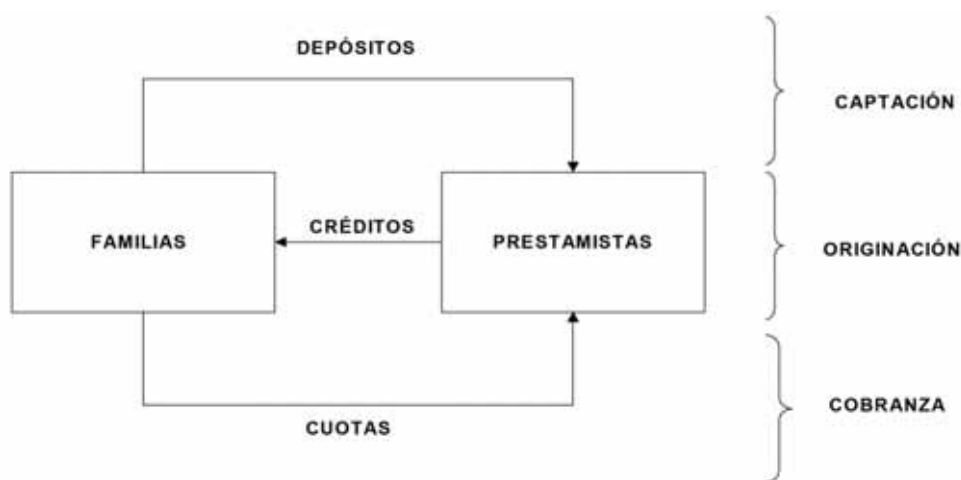 DEPÓSITOS
CAPTACIÓN
FAMILIAS
CRÉDITOS
PRESTAMISTAS
ORIGINACIÓN
CUOTAS
COBRANZA